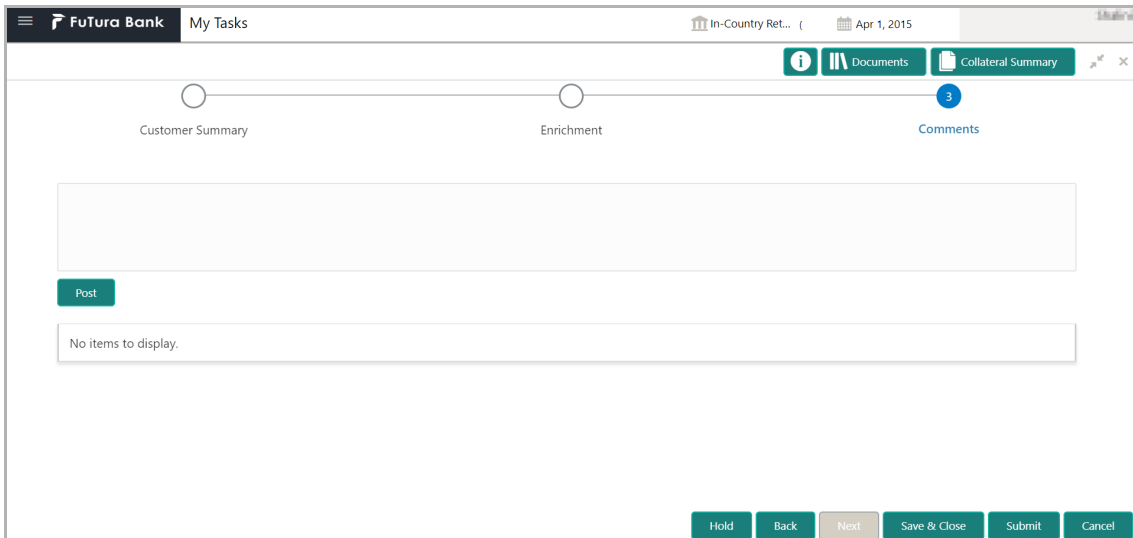 FuTura Bank My Tasks In-Country Ret... ( Apr 1, 2015
i Documents Collateral Summary
3
Customer Summary Enrichment Comments
Post
No items to display.
Hold Back Next Save & Close Submit Cancel